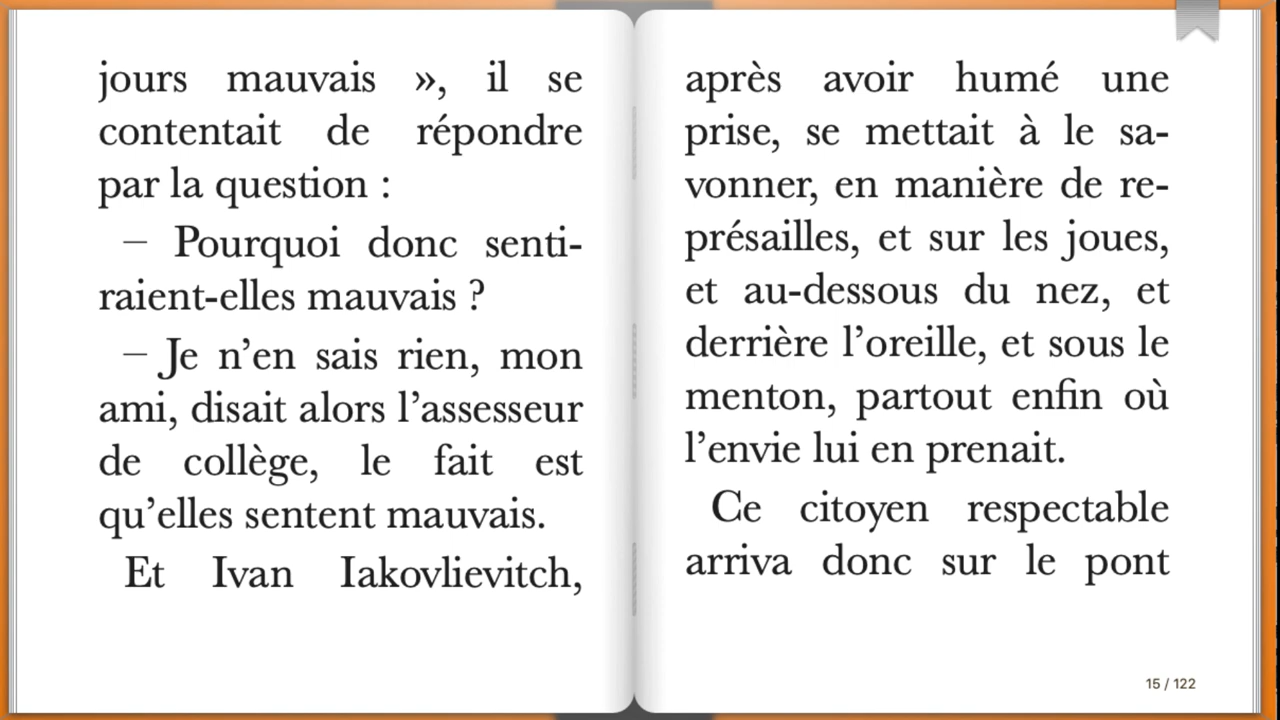 jours mauvais », il se
contentait de répondre
par la question :
– Pourquoi donc senti-
raient-elles mauvais ?
– Je n’en sais rien, mon
ami, disait alors l’assesseur
de collège, le fait est
qu’elles sentent mauvais.
Et Ivan Iakovlievitch,
après avoir humé une
prise, se mettait à le sa-
vonner, en manière de re-
présailles, et sur les joues,
et au-dessous du nez, et
derrière l’oreille, et sous le
menton, partout enfin où
l’envie lui en prenait.
Ce citoyen respectable
arriva donc sur le pont
15 / 122